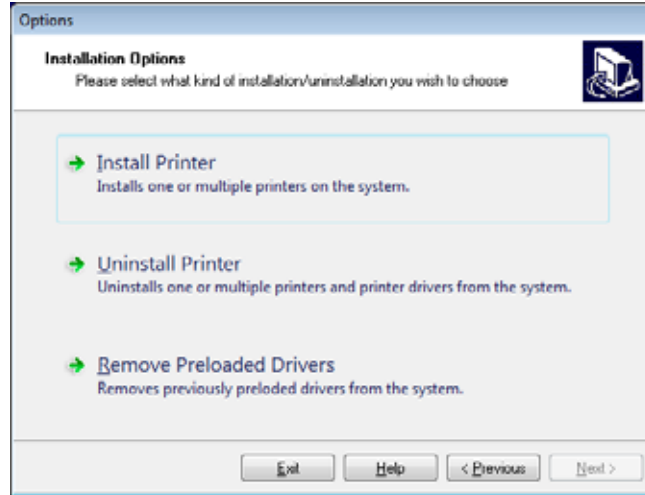 Options
Installation Options
Please select what kind of installation/uninstallation you wish to choose
Install Printer
Installs one or multiple printers on the system.
Uninstall Printer
Uninstalls one or multiple printers and printer drivers from the system.
Remove Preloaded Drivers
Removes previously preloded drivers from the system.
Exit Help < Previous Next >